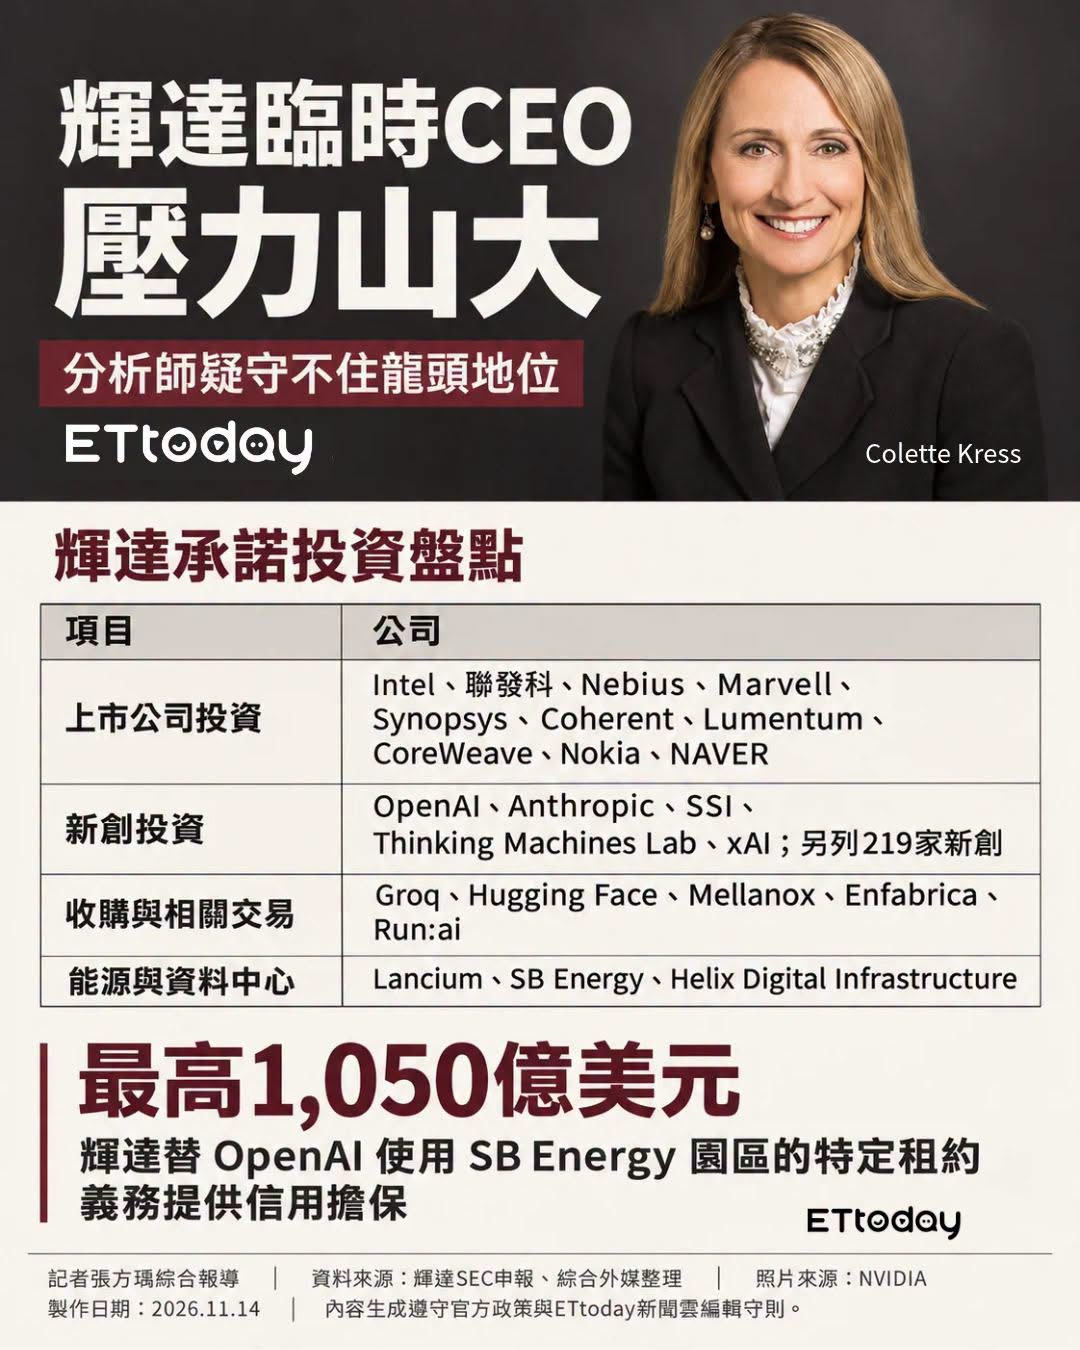 輝達臨時CEO
壓力山大
分析師疑守不住龍頭地位
ETtoday
Colette Kress
輝達承諾投資盤點
項目
公司
上市公司投資
Intel、聯發科、Nebius、Marvell、
Synopsys、Coherent、Lumentum、
CoreWeave、Nokia、NAVER
新創投資
OpenAI、Anthropic、SSI、
Thinking Machines Lab、xAI；另列219家新創
收購與相關交易
Groq、Hugging Face、Mellanox、Enfabrica、
Run:ai
能源與資料中心
Lancium、SB Energy、Helix Digital Infrastructure
最高1,050億美元
輝達替 OpenAI 使用 SB Energy 園區的特定租約
義務提供信用擔保
ETtoday
記者張方瑀綜合報導 ｜ 資料來源：輝達SEC申報、綜合外媒整理 ｜ 照片來源：NVIDIA
製作日期：2026.11.14 ｜ 內容生成遵守官方政策與ETtoday新聞雲編輯守則。